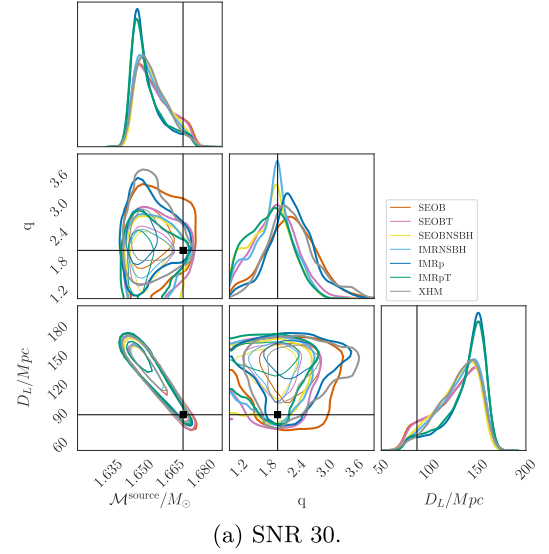 3.6
3.0
q
2.4
1.8
1.2
SEOB
SEOBT
SEOBNSBH
IMRNSBH
IMRp
IMRpT
XHM
180
150
D_L/Mpc
120
90
60
1.635 1.650 1.665 1.680
1.2 1.8 2.4 3.0 3.6
50 100 150 200
ℳ^source/M_⊙
q
D_L/Mpc
(a) SNR 30.